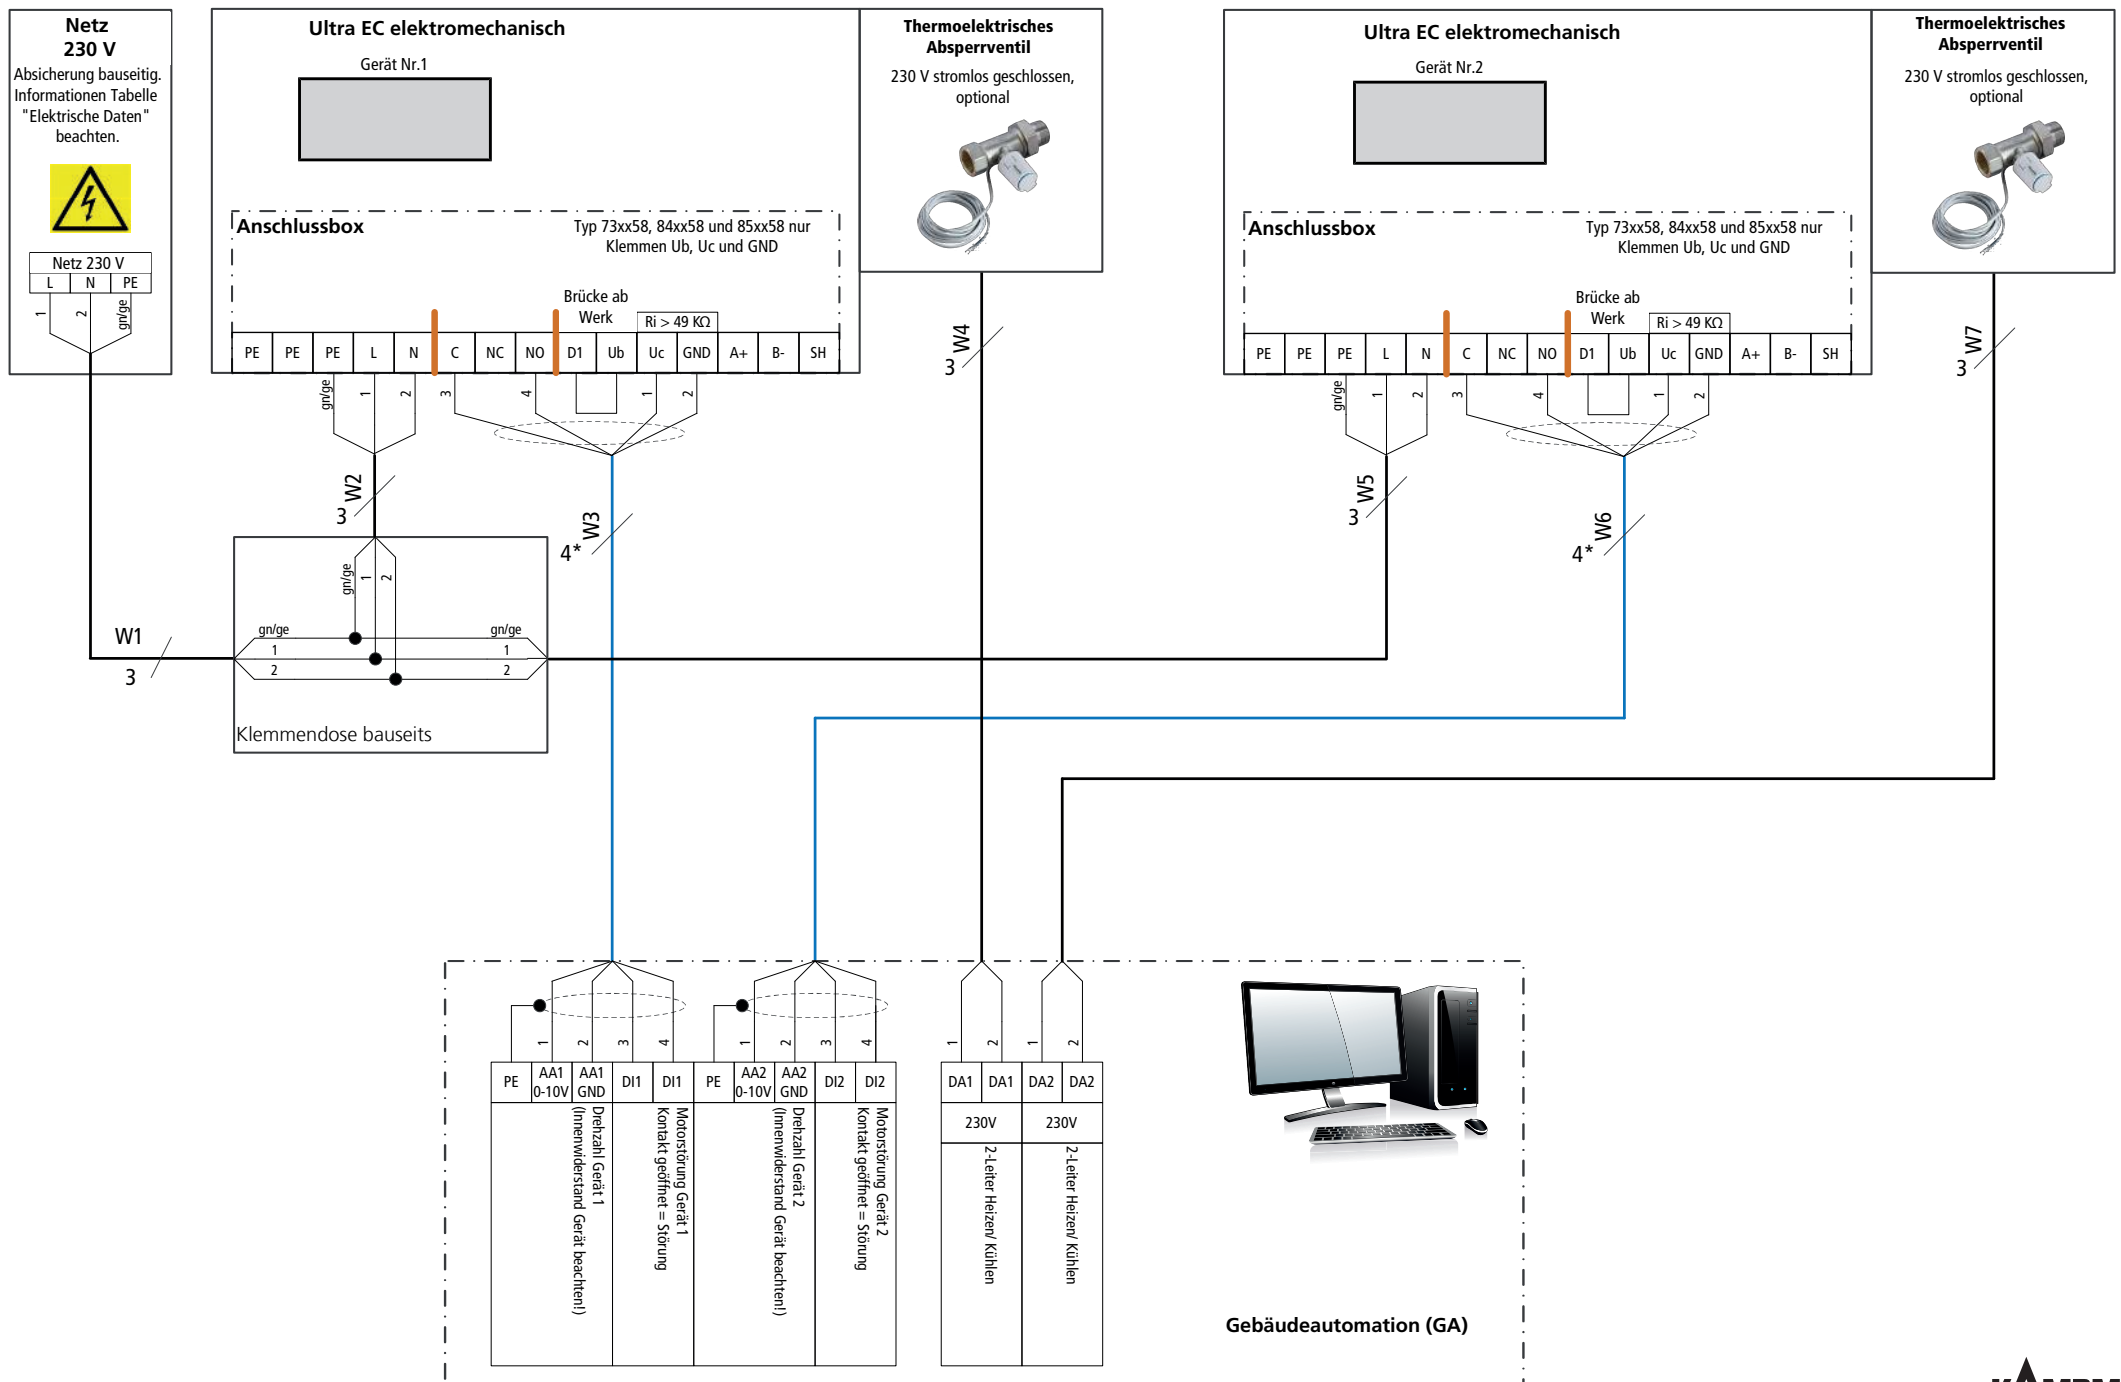 Netz
230 V
Absicherung bauseitig.
Informationen Tabelle
"Elektrische Daten"
beachten.
Netz 230 V
L N PE
1 2 gn/ge
Ultra EC elektromechanisch
Gerät Nr.1
Anschlussbox
Typ 73xx58, 84xx58 und 85xx58 nur
Klemmen Ub, Uc und GND
Brücke ab
Werk
Ri > 49 KΩ
PE PE PE L N C NC NO D1 Ub Uc GND A+ B- SH
gn/ge 1 2 3 4 1 2
Thermoelektrisches
Absperrventil
230 V stromlos geschlossen,
optional
Ultra EC elektromechanisch
Gerät Nr.2
Anschlussbox
Typ 73xx58, 84xx58 und 85xx58 nur
Klemmen Ub, Uc und GND
Brücke ab
Werk
Ri > 49 KΩ
PE PE PE L N C NC NO D1 Ub Uc GND A+ B- SH
gn/ge 1 2 3 4 1 2
Thermoelektrisches
Absperrventil
230 V stromlos geschlossen,
optional
W4
3
W7
3
W2
3
W3
4*
W5
3
W6
4*
W1
3
gn/ge 1 2
gn/ge gn/ge
1 1
2 2
Klemmendose bauseits
1 2 3 4 1 2 3 4 1 2 1 2
PE AA1 0-10V AA1 GND DI1 DI1 PE AA2 0-10V AA2 GND DI2 DI2
Drehzahl Gerät 1
(Innenwiderstand Gerät beachten!)
Motorstörung Gerät 1
Kontakt geöffnet = Störung
Drehzahl Gerät 2
(Innenwiderstand Gerät beachten!)
Motorstörung Gerät 2
Kontakt geöffnet = Störung
DA1 DA1 DA2 DA2
230V 230V
2-Leiter Heizen/ Kühlen
2-Leiter Heizen/ Kühlen
Gebäudeautomation (GA)